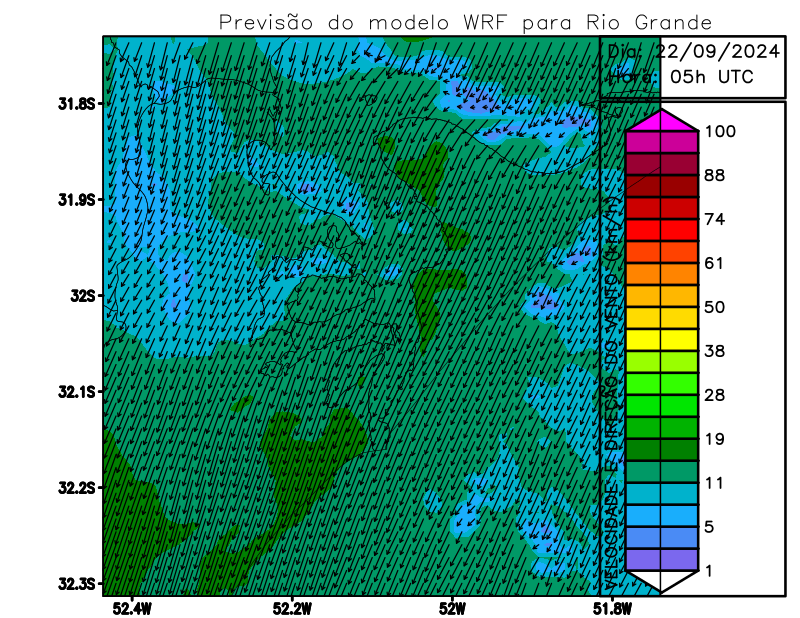 Previsão do modelo WRF para Rio Grande
Dia: 22/09/2024
Hora: 05h UTC
31.8S
31.9S
32S
32.1S
32.2S
32.3S
52.4W
52.2W
52W
51.8W
VELOCIDADE E DIREÇÃO DO VENTO (km/h)
100
88
74
61
50
38
28
19
11
5
1